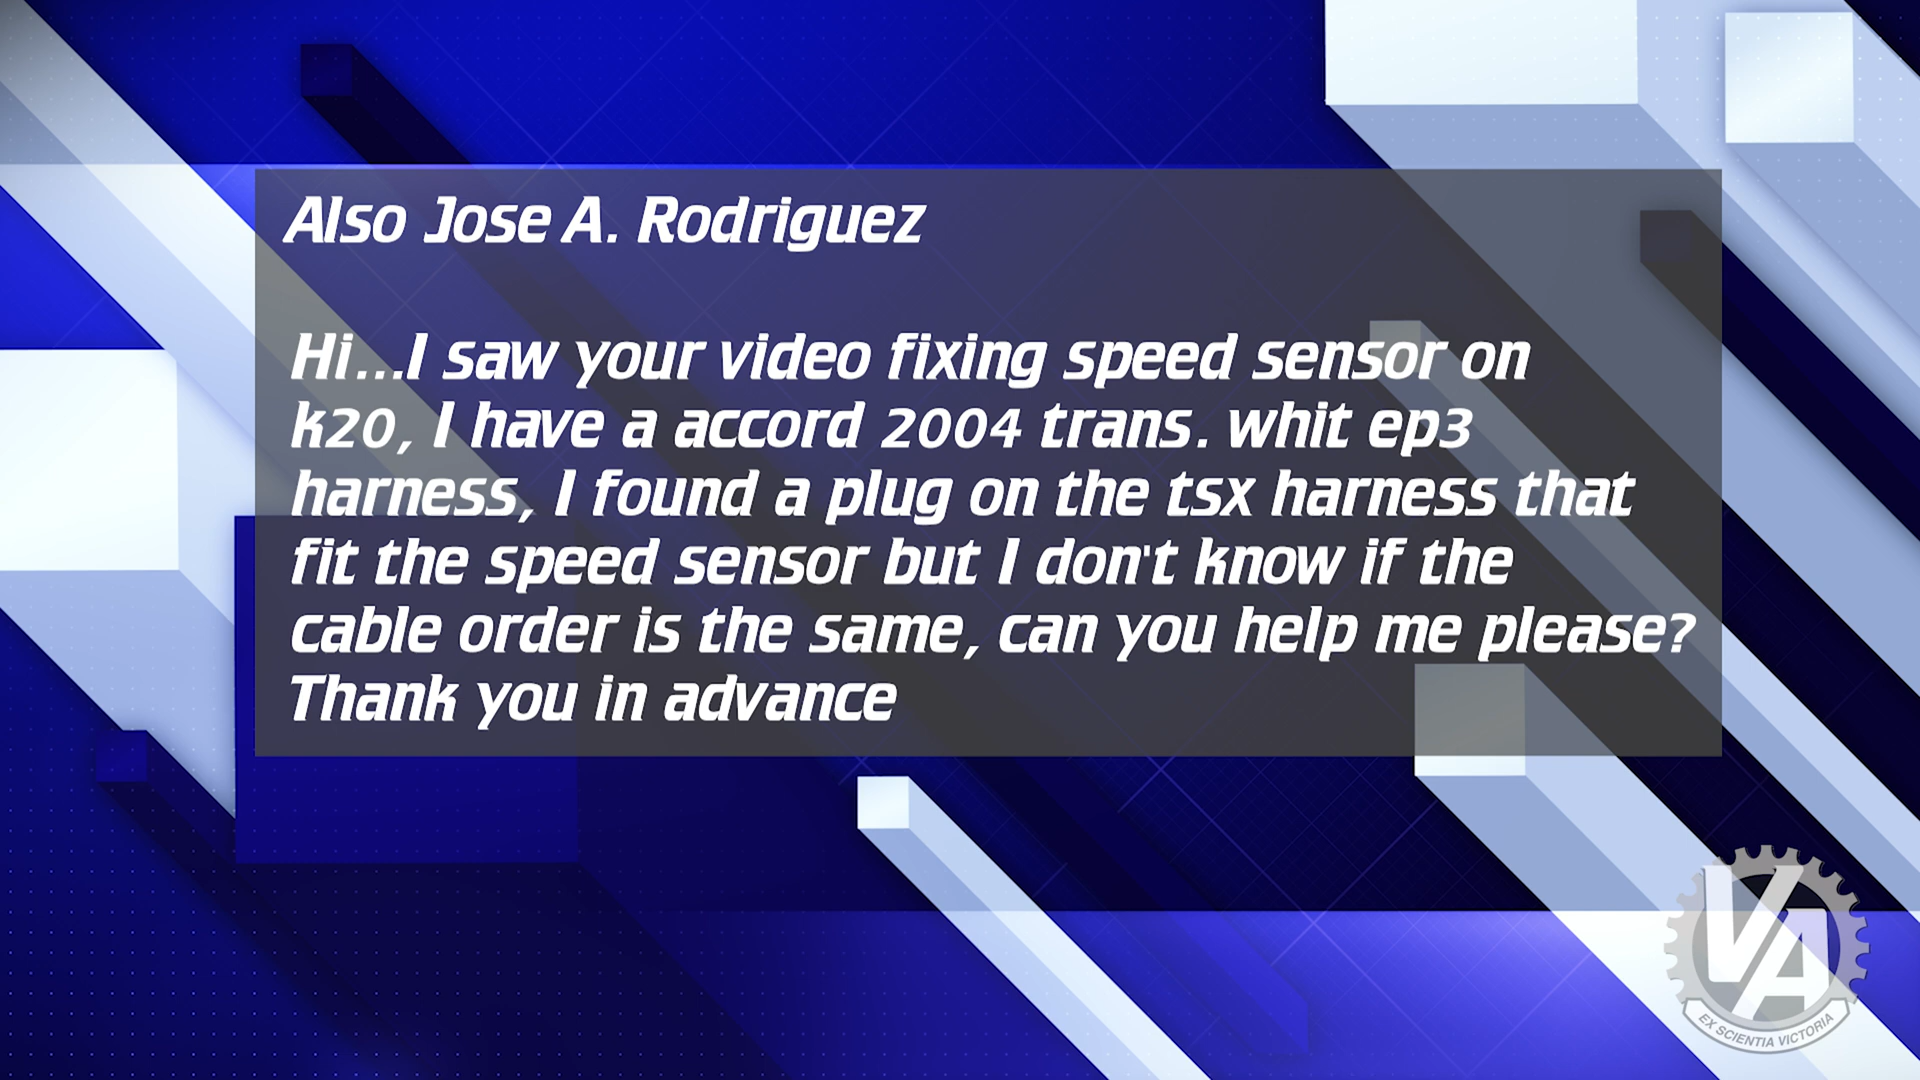 Also Jose A. Rodriguez
Hi...I saw your video fixing speed sensor on
k20, I have a accord 2004 trans. whit ep3
harness, I found a plug on the tsx harness that
fit the speed sensor but I don't know if the
cable order is the same, can you help me please?
Thank you in advance
VA
EX SCIENTIA VICTORIA